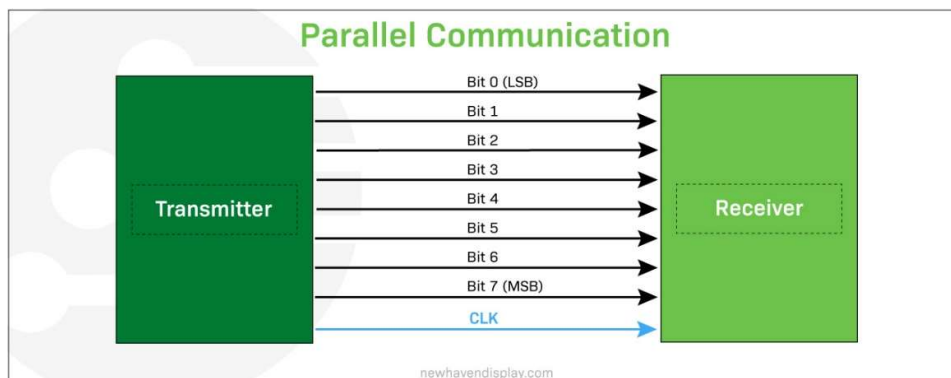 Parallel Communication
Bit 0 (LSB)
Bit 1
Bit 2
Bit 3
Transmitter
Bit 4
Receiver
Bit 5
Bit 6
Bit 7 (MSB)
CLK
newhavendisplay.com